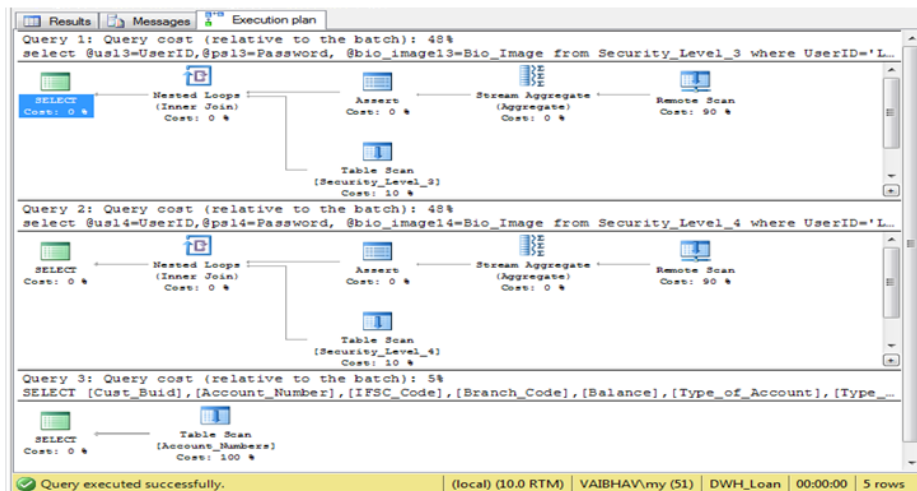 Results Messages Execution plan
Query 1: Query cost (relative to the batch): 48%
select @usl3=UserID,@psl3=Password, @bio_image13=Bio_Image from Security_Level_3 where UserID='L...
SELECT
Cost: 0 %
Nested Loops
(Inner Join)
Cost: 0 %
Assert
Cost: 0 %
Stream Aggregate
(Aggregate)
Cost: 0 %
Remote Scan
Cost: 90 %
Table Scan
[Security_Level_3]
Cost: 10 %
Query 2: Query cost (relative to the batch): 48%
select @usl4=UserID,@psl4=Password, @bio_image14=Bio_Image from Security_Level_4 where UserID='L...
SELECT
Cost: 0 %
Nested Loops
(Inner Join)
Cost: 0 %
Assert
Cost: 0 %
Stream Aggregate
(Aggregate)
Cost: 0 %
Remote Scan
Cost: 90 %
Table Scan
[Security_Level_4]
Cost: 10 %
Query 3: Query cost (relative to the batch): 5%
SELECT [Cust_Buid],[Account_Number],[IFSC_Code],[Branch_Code],[Balance],[Type_of_Account],[Type_...
SELECT
Cost: 0 %
Table Scan
[Account_Numbers]
Cost: 100 %
Query executed successfully. (local) (10.0 RTM) VAIBHAV\my (51) DWH_Loan 00:00:00 5 rows